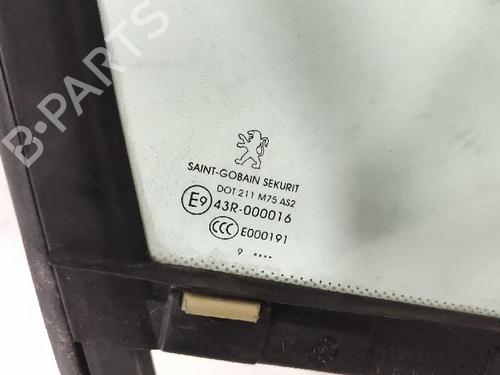 B-PARTS
SAINT-GOBAIN SEKURIT
DOT 211 M75 AS2
E9 43R-000016
CCC E000191
9 ••••